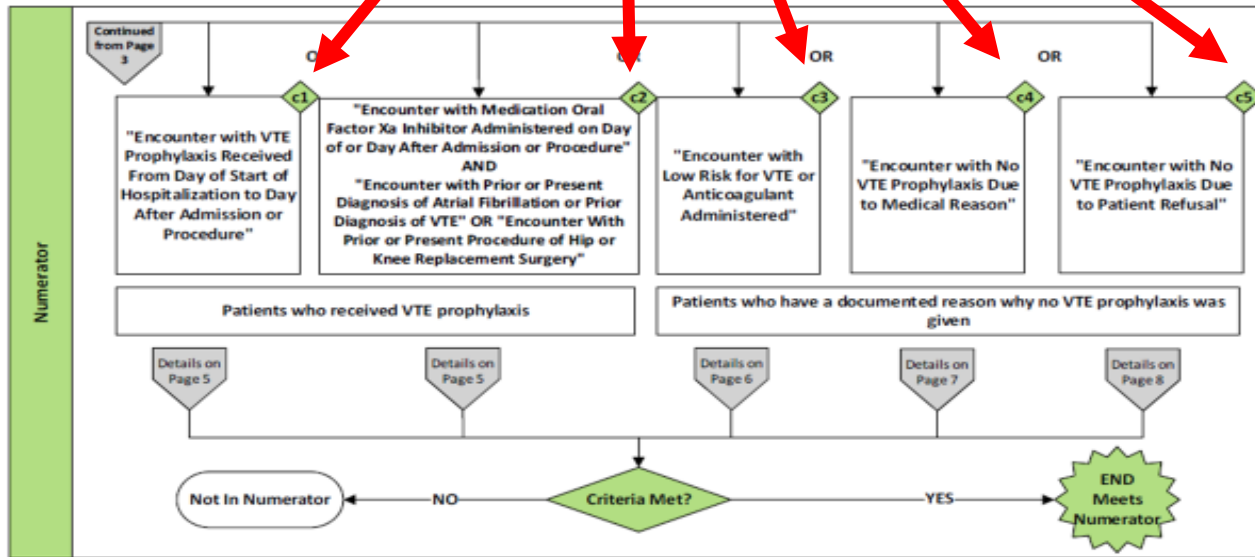 Numerator
Continued
from Page
3
OR
OR
OR
c1
c2
c3
c4
c5
"Encounter with VTE
Prophylaxis Received
From Day of Start of
Hospitalization to Day
After Admission or
Procedure"
"Encounter with Medication Oral
Factor Xa Inhibitor Administered on Day
of or Day After Admission or Procedure"
AND
"Encounter with Prior or Present
Diagnosis of Atrial Fibrillation or Prior
Diagnosis of VTE" OR "Encounter With
Prior or Present Procedure of Hip or
Knee Replacement Surgery"
"Encounter with
Low Risk for VTE or
Anticoagulant
Administered"
"Encounter with No
VTE Prophylaxis Due
to Medical Reason"
"Encounter with No
VTE Prophylaxis Due
to Patient Refusal"
Patients who received VTE prophylaxis
Patients who have a documented reason why no VTE prophylaxis was
given
Details on
Page 5
Details on
Page 5
Details on
Page 6
Details on
Page 7
Details on
Page 8
Not In Numerator
NO
Criteria Met?
YES
END
Meets
Numerator